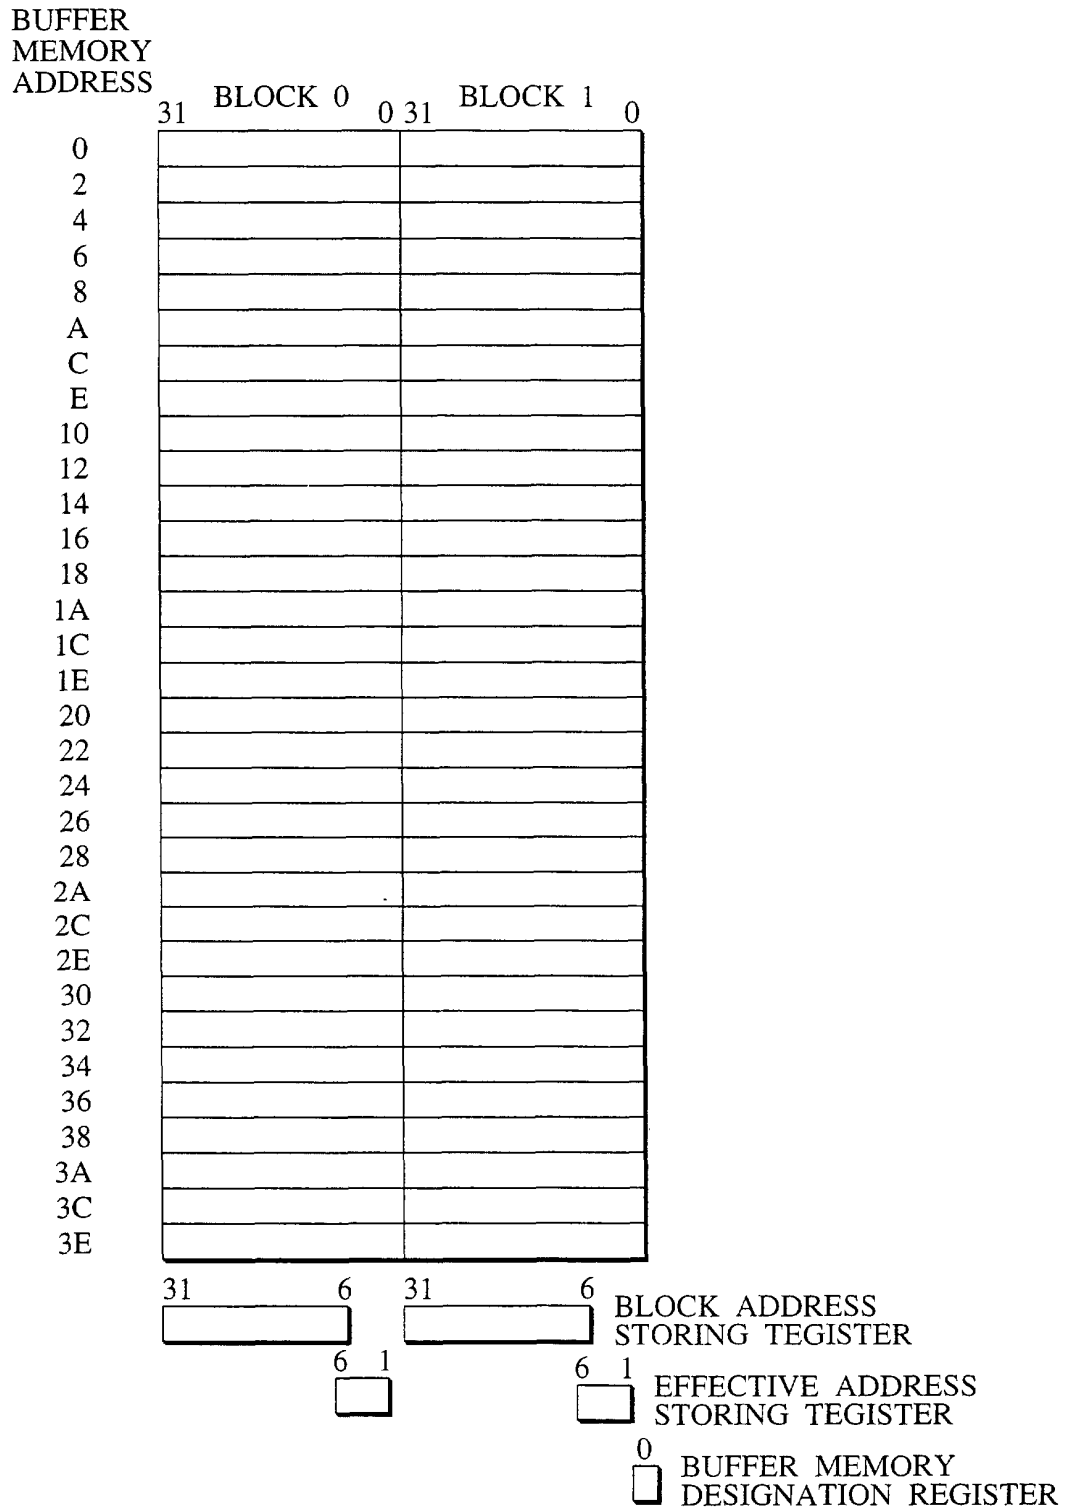 BUFFER
MEMORY
ADDRESS
BLOCK 0 BLOCK 1
31 0 31 0
0
2
4
6
8
A
C
E
10
12
14
16
18
1A
1C
1E
20
22
24
26
28
2A
2C
2E
30
32
34
36
38
3A
3C
3E
31 6 31 6
BLOCK ADDRESS
STORING TEGISTER
6 1 6 1
EFFECTIVE ADDRESS
STORING TEGISTER
0
BUFFER MEMORY
DESIGNATION REGISTER